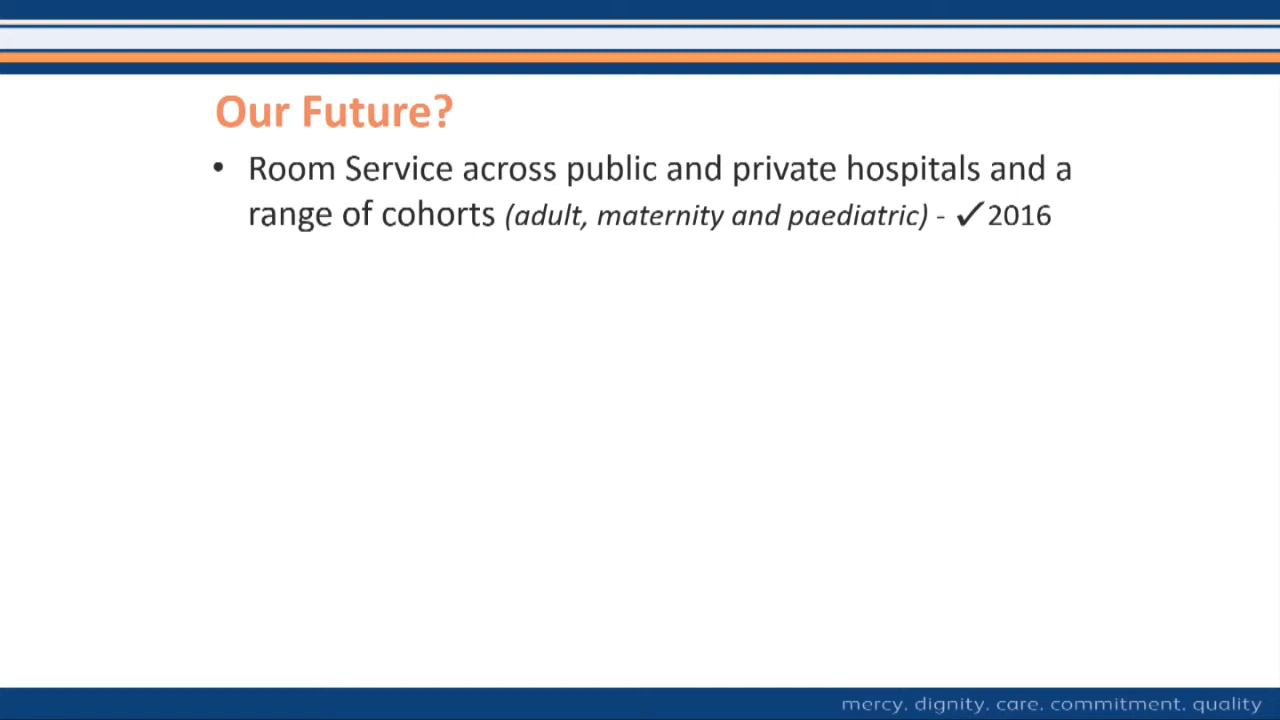 Our Future?
• Room Service across public and private hospitals and a
range of cohorts (adult, maternity and paediatric) - ✓2016
mercy. dignity. care. commitment. quality